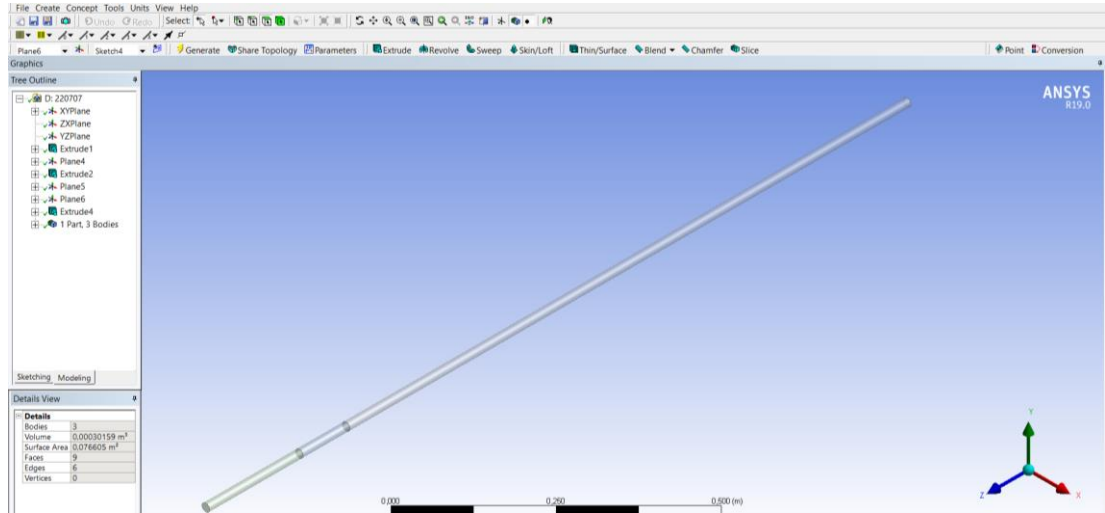 File Create Concept Tools Units View Help
Undo Redo Select:
Plane6 Sketch4 Generate Share Topology Parameters Extrude Revolve Sweep Skin/Loft Thin/Surface Blend Chamfer Slice Point Conversion
Graphics
Tree Outline
D: 220707
XYPlane
ZXPlane
YZPlane
Extrude1
Plane4
Extrude2
Plane5
Plane6
Extrude4
1 Part, 3 Bodies
Sketching Modeling
Details View
Details
Bodies 3
Volume 0,00030159 m³
Surface Area 0,076605 m²
Faces 9
Edges 6
Vertices 0
ANSYS
R19.0
0,000 0,250 0,500 (m)
Y
Z X